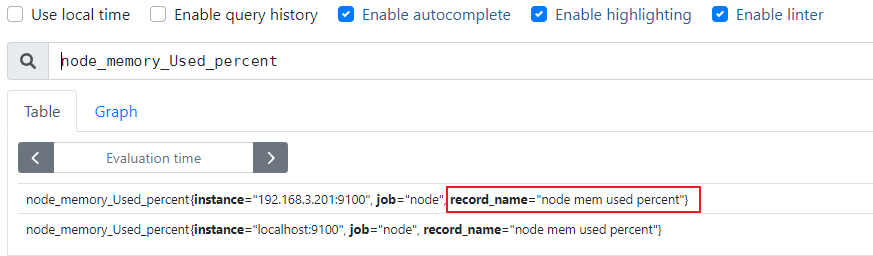 Use local time Enable query history Enable autocomplete Enable highlighting Enable linter
node_memory_Used_percent
Table Graph
Evaluation time
node_memory_Used_percent{instance="192.168.3.201:9100", job="node", record_name="node mem used percent"}
node_memory_Used_percent{instance="localhost:9100", job="node", record_name="node mem used percent"}